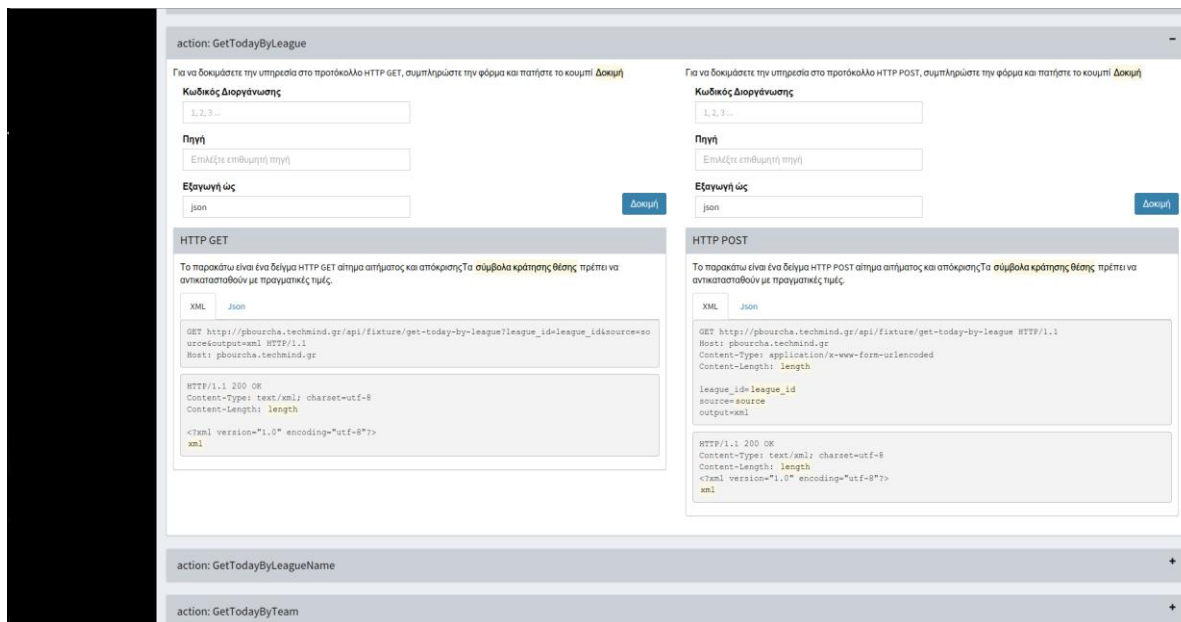 action: GetTodayByLeague
Για να δοκιμάσετε την υπηρεσία στο πρωτόκολλο HTTP GET, συμπληρώστε την φόρμα και πατήστε το κουμπί Δοκιμή
Κωδικός Διοργάνωσης
1, 2, 3 ...
Πηγή
Επιλέξτε επιθυμητή πηγή
Εξαγωγή ώς
json
Δοκιμή
HTTP GET
Το παρακάτω είναι ένα δείγμα HTTP GET αίτημα αιτήματος και απόκρισηςΤα σύμβολα κράτησης θέσης πρέπει να
αντικατασταθούν με πραγματικές τιμές.
XML Json
GET http://pbourcha.techmind.gr/api/fixture/get-today-by-league?league_id=league_id&source=so
urce&output=xml HTTP/1.1
Host: pbourcha.techmind.gr
HTTP/1.1 200 OK
Content-Type: text/xml; charset=utf-8
Content-Length: length
<?xml version="1.0" encoding="utf-8"?>
xml
Για να δοκιμάσετε την υπηρεσία στο πρωτόκολλο HTTP POST, συμπληρώστε την φόρμα και πατήστε το κουμπί Δοκιμή
Κωδικός Διοργάνωσης
1, 2, 3 ...
Πηγή
Επιλέξτε επιθυμητή πηγή
Εξαγωγή ώς
json
Δοκιμή
HTTP POST
Το παρακάτω είναι ένα δείγμα HTTP POST αίτημα αιτήματος και απόκρισηςΤα σύμβολα κράτησης θέσης πρέπει να
αντικατασταθούν με πραγματικές τιμές.
XML Json
GET http://pbourcha.techmind.gr/api/fixture/get-today-by-league HTTP/1.1
Host: pbourcha.techmind.gr
Content-Type: application/x-www-form-urlencoded
Content-Length: length
league_id=league_id
source=source
output=xml
HTTP/1.1 200 OK
Content-Type: text/xml; charset=utf-8
Content-Length: length
<?xml version="1.0" encoding="utf-8"?>
xml
action: GetTodayByLeagueName
action: GetTodayByTeam